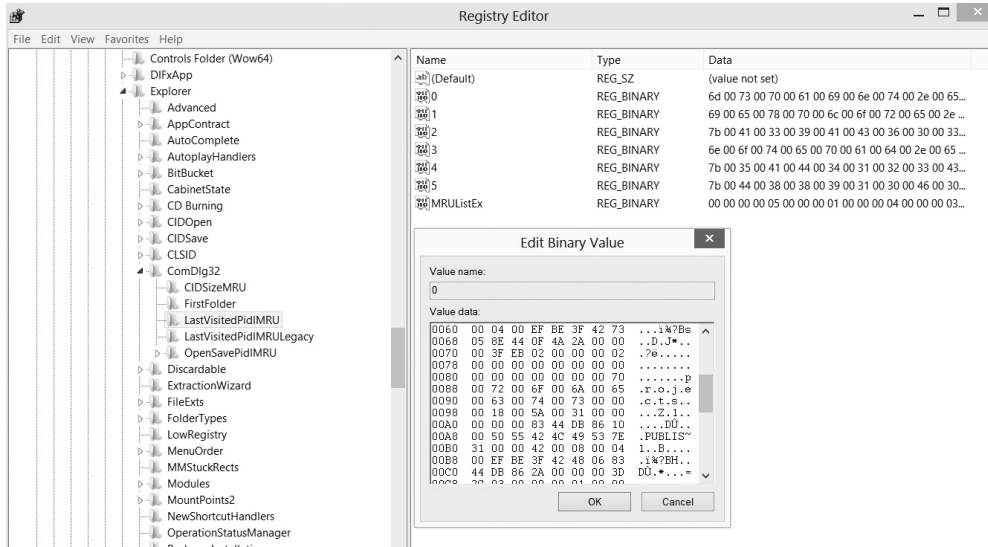 Registry Editor
File Edit View Favorites Help
Controls Folder (Wow64)
DIFxApp
Explorer
Advanced
AppContract
AutoComplete
AutoplayHandlers
BitBucket
CabinetState
CD Burning
CIDOpen
CIDSave
CLSID
ComDlg32
CIDSizeMRU
FirstFolder
LastVisitedPidlMRU
LastVisitedPidlMRULegacy
OpenSavePidlMRU
Discardable
ExtractionWizard
FileExts
FolderTypes
LowRegistry
MenuOrder
MMStuckRects
Modules
MountPoints2
NewShortcutHandlers
OperationStatusManager
Name Type Data
(Default) REG_SZ (value not set)
0 REG_BINARY 6d 00 73 00 70 00 61 00 69 00 6e 00 74 00 2e 00 65...
1 REG_BINARY 69 00 65 00 78 00 70 00 6c 00 6f 00 72 00 65 00 2e ...
2 REG_BINARY 7b 00 41 00 33 00 39 00 41 00 43 00 36 00 30 00 33...
3 REG_BINARY 6e 00 6f 00 74 00 65 00 70 00 61 00 64 00 2e 00 65 ...
4 REG_BINARY 7b 00 35 00 41 00 44 00 34 00 31 00 32 00 33 00 43...
5 REG_BINARY 7b 00 44 00 38 00 38 00 39 00 31 00 30 00 46 00 30...
MRUListEx REG_BINARY 00 00 00 00 05 00 00 00 01 00 00 00 04 00 00 00 03...
Edit Binary Value
Value name:
0
Value data:
0060 00 04 00 EF BE 3F 42 73 ...ï¾?Bs
0068 05 8E 44 0F 4A 2A 00 00 ..D.J*..
0070 00 3F EB 02 00 00 00 02 .?ë.....
0078 00 00 00 00 00 00 00 00 ........
0080 00 00 00 00 00 00 00 70 .......p
0088 00 72 00 6F 00 6A 00 65 .r.o.j.e
0090 00 63 00 74 00 73 00 00 .c.t.s..
0098 00 18 00 5A 00 31 00 00 ...Z.1..
00A0 00 00 00 83 44 DB 86 10 ....DÛ..
00A8 00 50 55 42 4C 49 53 7E .PUBLIS~
00B0 31 00 00 42 00 08 00 04 1..B....
00B8 00 EF BE 3F 42 48 06 83 .ï¾?BH..
00C0 44 DB 86 2A 00 00 00 3D DÛ.*...=
OK Cancel